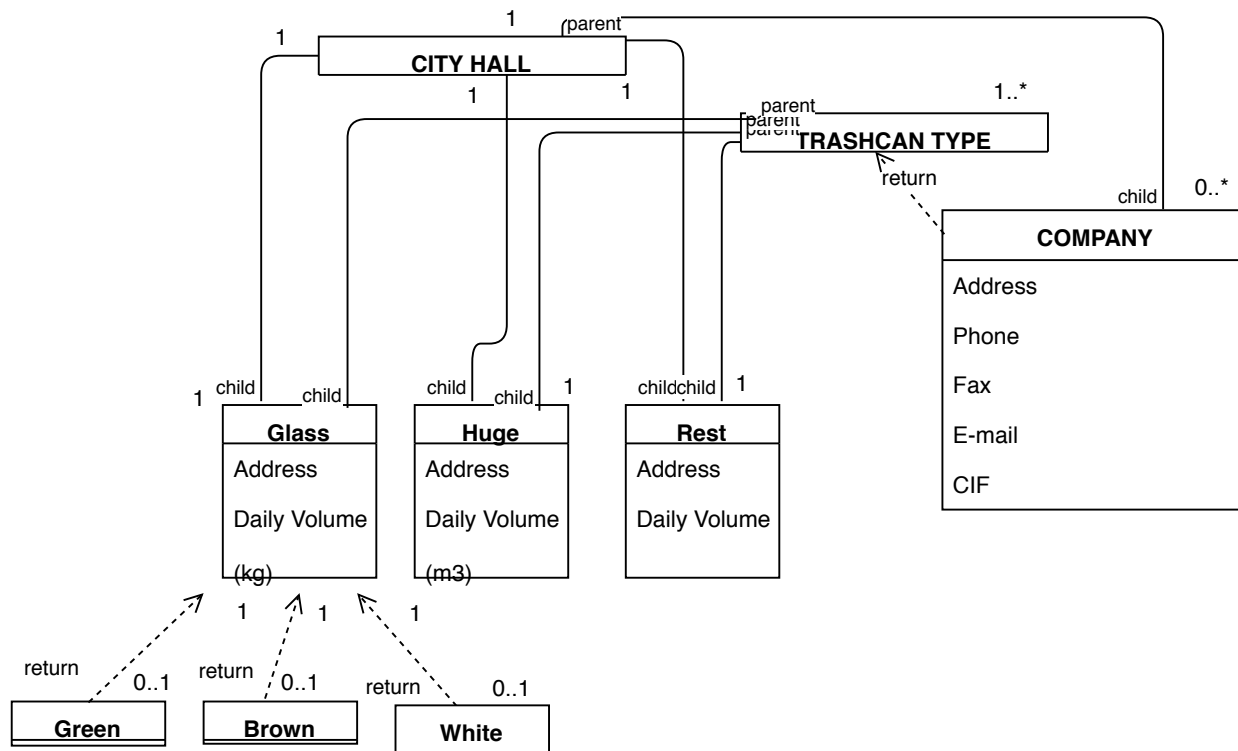 1
1
parent
CITY HALL
1
1
1..*
parent
parent
parent
TRASHCAN TYPE
return
child
0..*
COMPANY
Address
Phone
Fax
E-mail
CIF
1
child
child
child
child
1
child
child
1
Glass
Address
Daily Volume
(kg)
Huge
Address
Daily Volume
(m3)
Rest
Address
Daily Volume
1
1
1
return
0..1
return
0..1
return
0..1
Green
Brown
White